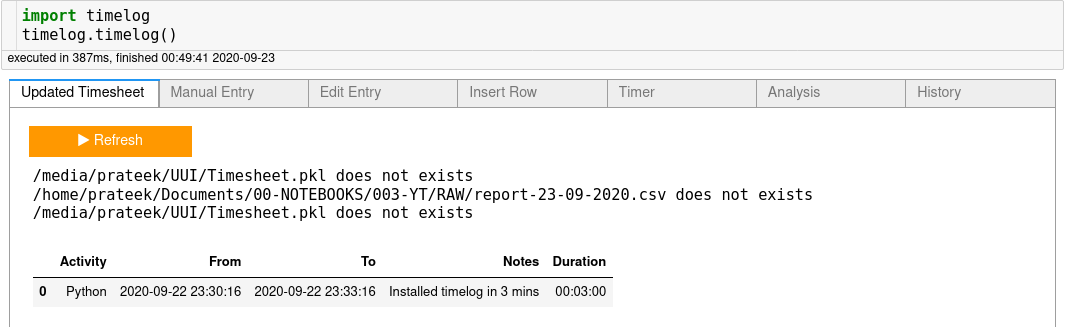 import timelog
timelog.timelog()
executed in 387ms, finished 00:49:41 2020-09-23
Updated Timesheet Manual Entry Edit Entry Insert Row Timer Analysis History
▶ Refresh
/media/prateek/UUI/Timesheet.pkl does not exists
/home/prateek/Documents/00-NOTEBOOKS/003-YT/RAW/report-23-09-2020.csv does not exists
/media/prateek/UUI/Timesheet.pkl does not exists
Activity From To Notes Duration
0 Python 2020-09-22 23:30:16 2020-09-22 23:33:16 Installed timelog in 3 mins 00:03:00